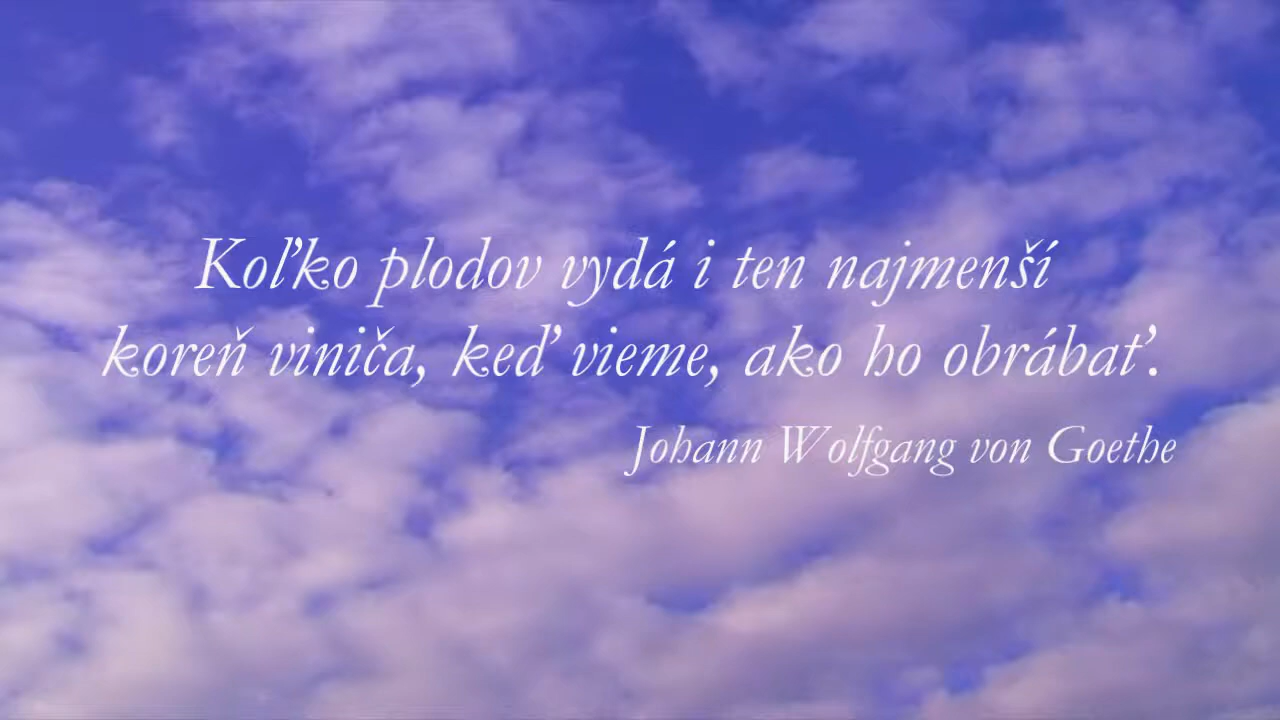 Koľko plodov vydá i ten najmenší
koreň viniča, keď vieme, ako ho obrábať.
Johann Wolfgang von Goethe